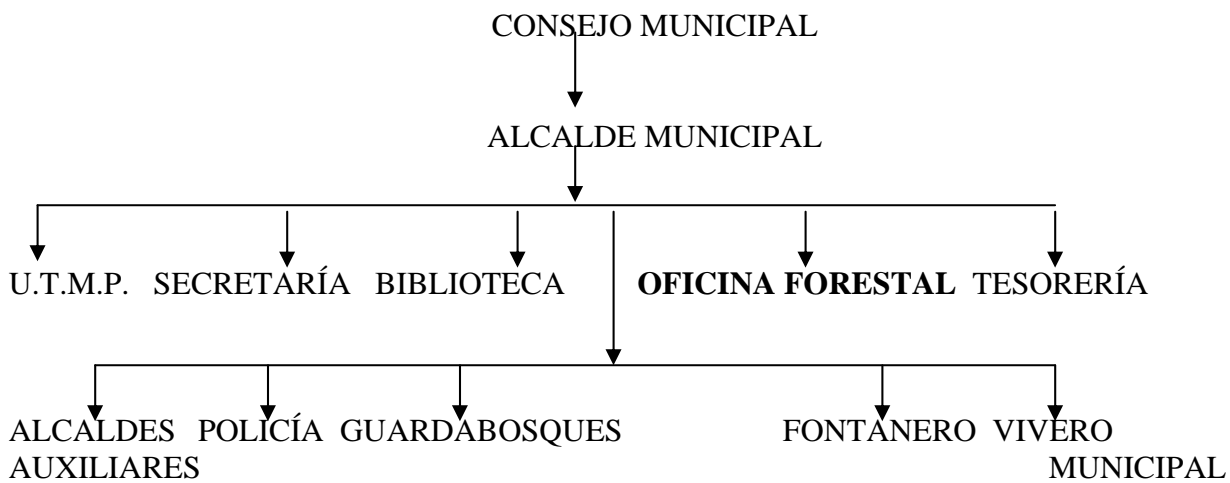 CONSEJO MUNICIPAL
ALCALDE MUNICIPAL
U.T.M.P. SECRETARÍA BIBLIOTECA OFICINA FORESTAL TESORERÍA
ALCALDES POLICÍA GUARDABOSQUES FONTANERO VIVERO
AUXILIARES MUNICIPAL